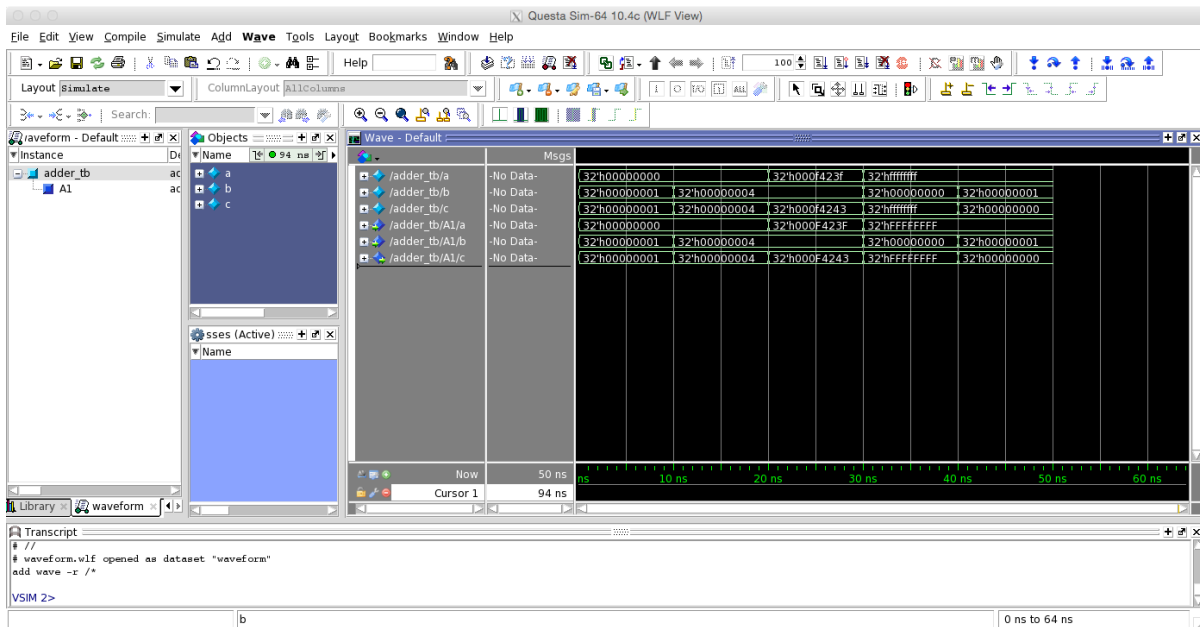 Questa Sim-64 10.4c (WLF View)
File Edit View Compile Simulate Add Wave Tools Layout Bookmarks Window Help
Help
100
Layout Simulate
ColumnLayout AllColumns
Search:
waveform - Default
Instance
adder_tb
A1
Library
waveform
Objects
Name
94 ns
a
b
c
sses (Active)
Name
Wave - Default
Msgs
/adder_tb/a -No Data- 32'h00000000 32'h000f423f 32'hffffffff
/adder_tb/b -No Data- 32'h00000001 32'h00000004 32'h00000000 32'h00000001
/adder_tb/c -No Data- 32'h00000001 32'h00000004 32'h000f4243 32'hffffffff 32'h00000000
/adder_tb/A1/a -No Data- 32'h00000000 32'h000F423F 32'hFFFFFFFF
/adder_tb/A1/b -No Data- 32'h00000001 32'h00000004 32'h00000000 32'h00000001
/adder_tb/A1/c -No Data- 32'h00000001 32'h00000004 32'h000F4243 32'hFFFFFFFF 32'h00000000
Now 50 ns
ns 10 ns 20 ns 30 ns 40 ns 50 ns 60 ns
Cursor 1 94 ns
Transcript
# //
# waveform.wlf opened as dataset "waveform"
add wave -r /*
VSIM 2>
b
0 ns to 64 ns